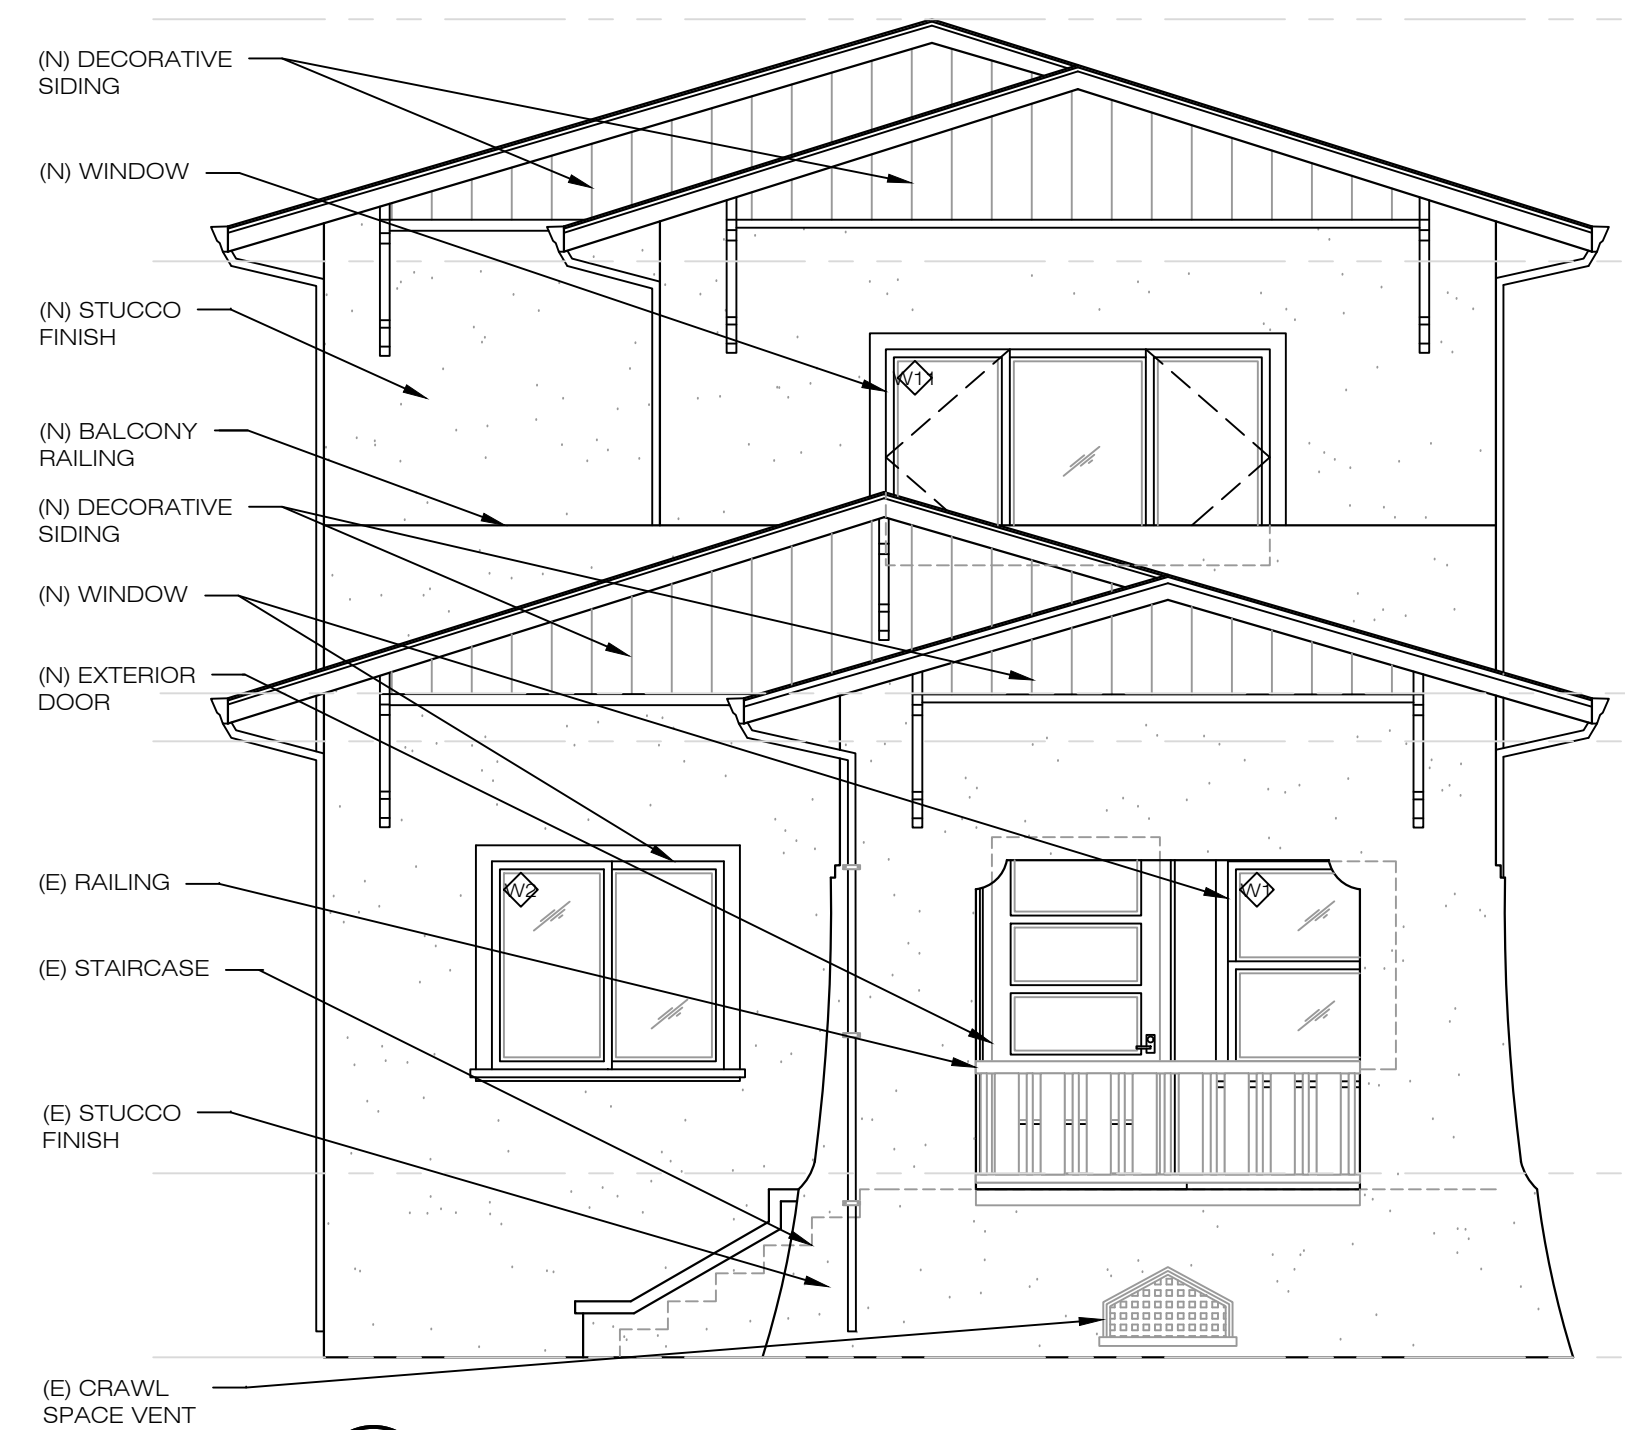 (N) DECORATIVE
SIDING
(N) WINDOW
(N) STUCCO
FINISH
W11
(N) BALCONY
RAILING
(N) DECORATIVE
SIDING
(N) WINDOW
(N) EXTERIOR
DOOR
(E) RAILING
W2
W1
(E) STAIRCASE
(E) STUCCO
FINISH
(E) CRAWL
SPACE VENT